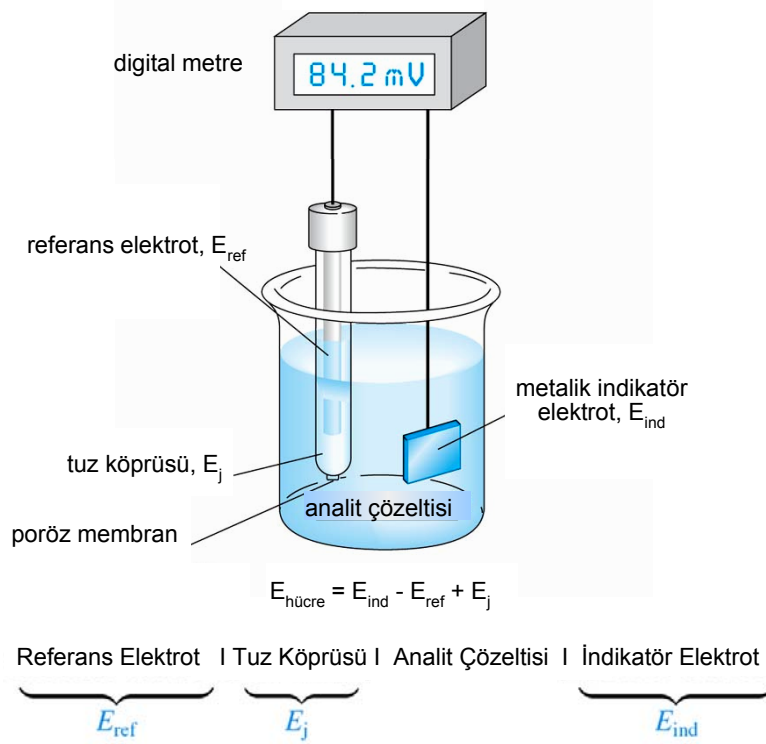 digital metre
84.2 mV
referans elektrot, E_ref
metalik indikatör
elektrot, E_ind
tuz köprüsü, E_j
analit çözeltisi
poröz membran
E_hücre = E_ind - E_ref + E_j
Referans Elektrot I Tuz Köprüsü I Analit Çözeltisi I İndikatör Elektrot
E_ref E_j E_ind